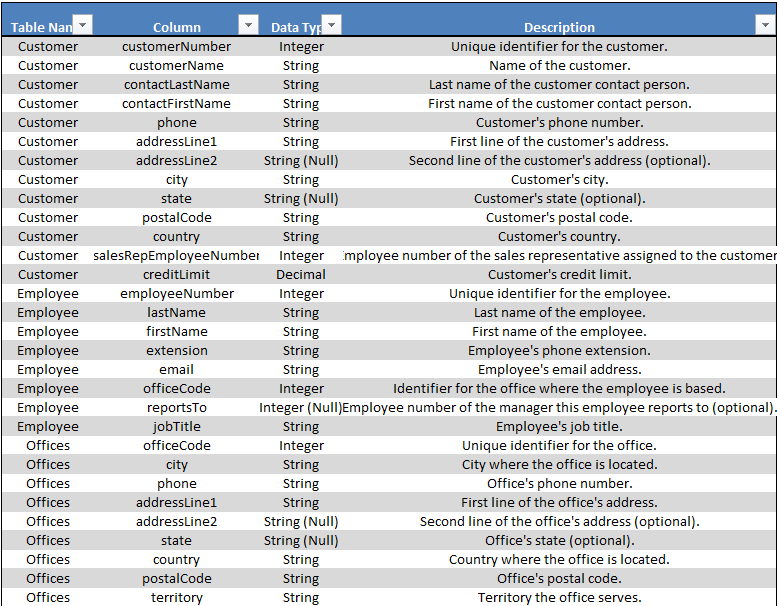 Table Nam Column Data Typ Description
Customer customerNumber Integer Unique identifier for the customer.
Customer customerName String Name of the customer.
Customer contactLastName String Last name of the customer contact person.
Customer contactFirstName String First name of the customer contact person.
Customer phone String Customer's phone number.
Customer addressLine1 String First line of the customer's address.
Customer addressLine2 String (Null) Second line of the customer's address (optional).
Customer city String Customer's city.
Customer state String (Null) Customer's state (optional).
Customer postalCode String Customer's postal code.
Customer country String Customer's country.
Customer salesRepEmployeeNumber Integer Employee number of the sales representative assigned to the customer
Customer creditLimit Decimal Customer's credit limit.
Employee employeeNumber Integer Unique identifier for the employee.
Employee lastName String Last name of the employee.
Employee firstName String First name of the employee.
Employee extension String Employee's phone extension.
Employee email String Employee's email address.
Employee officeCode Integer Identifier for the office where the employee is based.
Employee reportsTo Integer (Null) Employee number of the manager this employee reports to (optional).
Employee jobTitle String Employee's job title.
Offices officeCode Integer Unique identifier for the office.
Offices city String City where the office is located.
Offices phone String Office's phone number.
Offices addressLine1 String First line of the office's address.
Offices addressLine2 String (Null) Second line of the office's address (optional).
Offices state String (Null) Office's state (optional).
Offices country String Country where the office is located.
Offices postalCode String Office's postal code.
Offices territory String Territory the office serves.